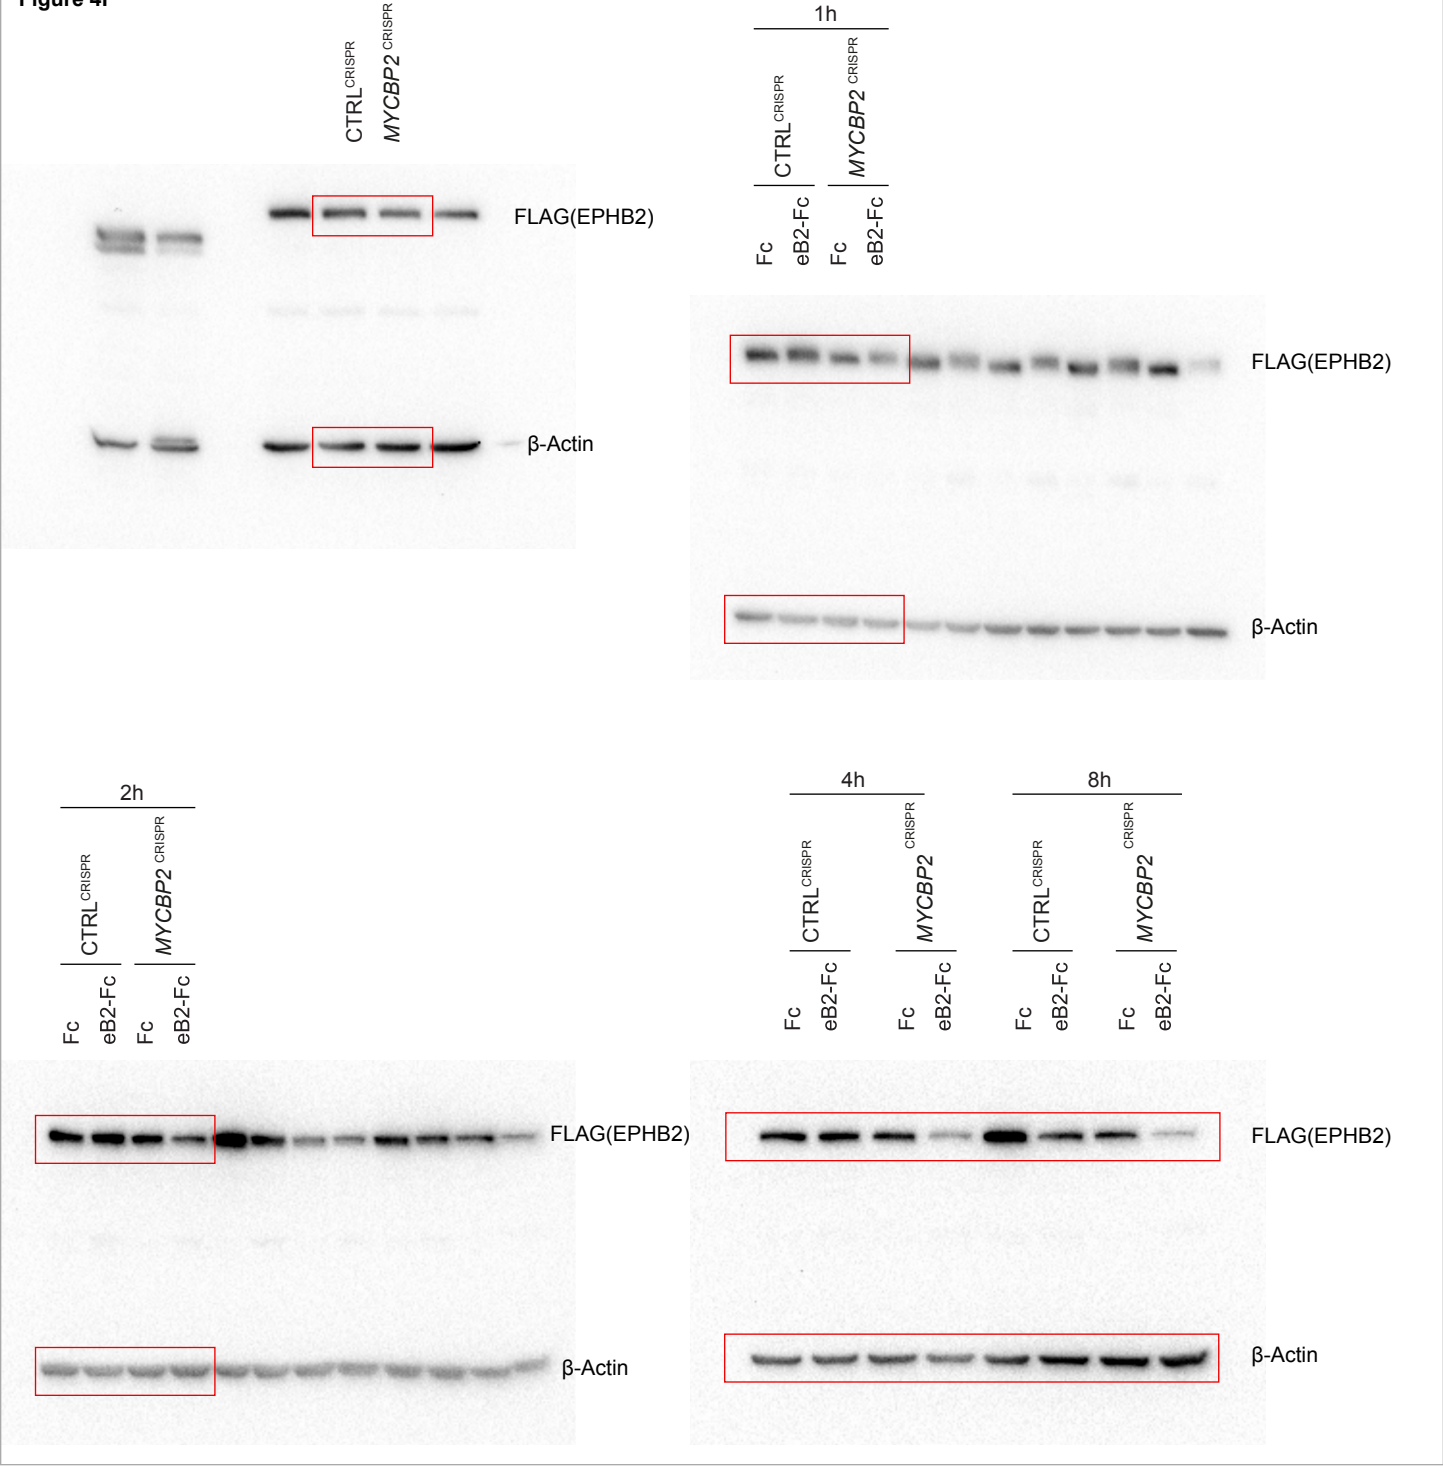 Figure 4F
CTRL CRISPR
MYCBP2 CRISPR
FLAG(EPHB2)
β-Actin
1h
CTRL CRISPR
MYCBP2 CRISPR
Fc
eB2-Fc
Fc
eB2-Fc
FLAG(EPHB2)
β-Actin
2h
CTRL CRISPR
MYCBP2 CRISPR
Fc
eB2-Fc
Fc
eB2-Fc
FLAG(EPHB2)
β-Actin
4h
8h
CTRL CRISPR
MYCBP2 CRISPR
CTRL CRISPR
MYCBP2 CRISPR
Fc
eB2-Fc
Fc
eB2-Fc
Fc
eB2-Fc
Fc
eB2-Fc
FLAG(EPHB2)
β-Actin